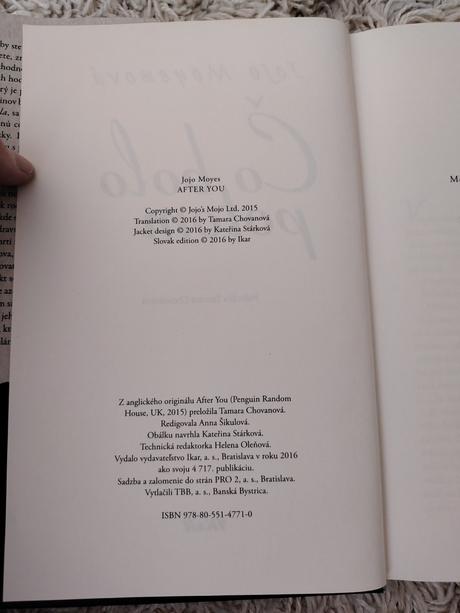 Jojo Moyes
AFTER YOU
Copyright © Jojo's Mojo Ltd, 2015
Translation © 2016 by Tamara Chovanová
Jacket design © 2016 by Kateřina Stárková
Slovak edition © 2016 by Ikar
Z anglického originálu After You (Penguin Random
House, UK, 2015) preložila Tamara Chovanová.
Redigovala Anna Šikulová.
Obálku navrhla Kateřina Stárková.
Technická redaktorka Helena Oleňová.
Vydalo vydavateľstvo Ikar, a. s., Bratislava v roku 2016
ako svoju 4 717. publikáciu.
Sadzba a zalomenie do strán PRO 2, a. s., Bratislava.
Vytlačili TBB, a. s., Banská Bystrica.
ISBN 978-80-551-4771-0